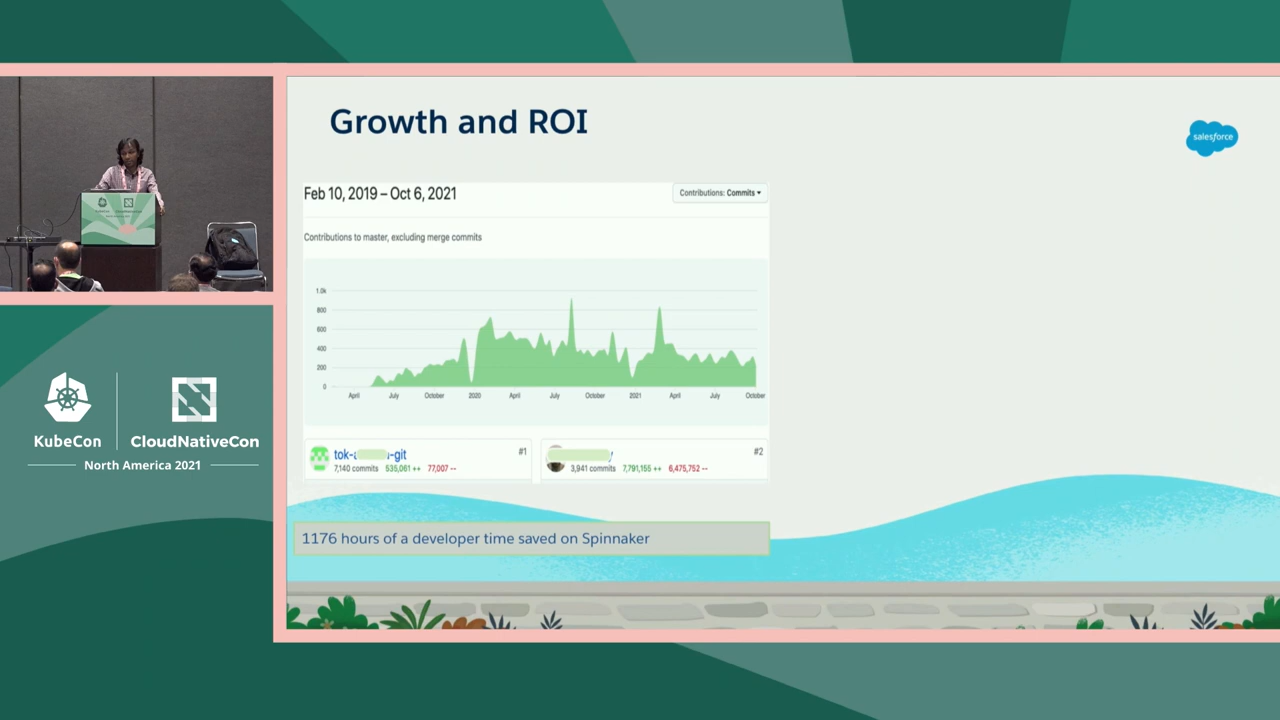 Growth and ROI
salesforce
Feb 10, 2019 – Oct 6, 2021
Contributions: Commits
Contributions to master, excluding merge commits
1.0k
800
600
400
200
0
April July October 2020 April July October 2021 April July October
#1
7,140 commits 535,061 ++ 77,007 --
#2
3,941 commits 7,791,155 ++ 6,475,752 --
1176 hours of a developer time saved on Spinnaker
KubeCon
CloudNativeCon
North America 2021